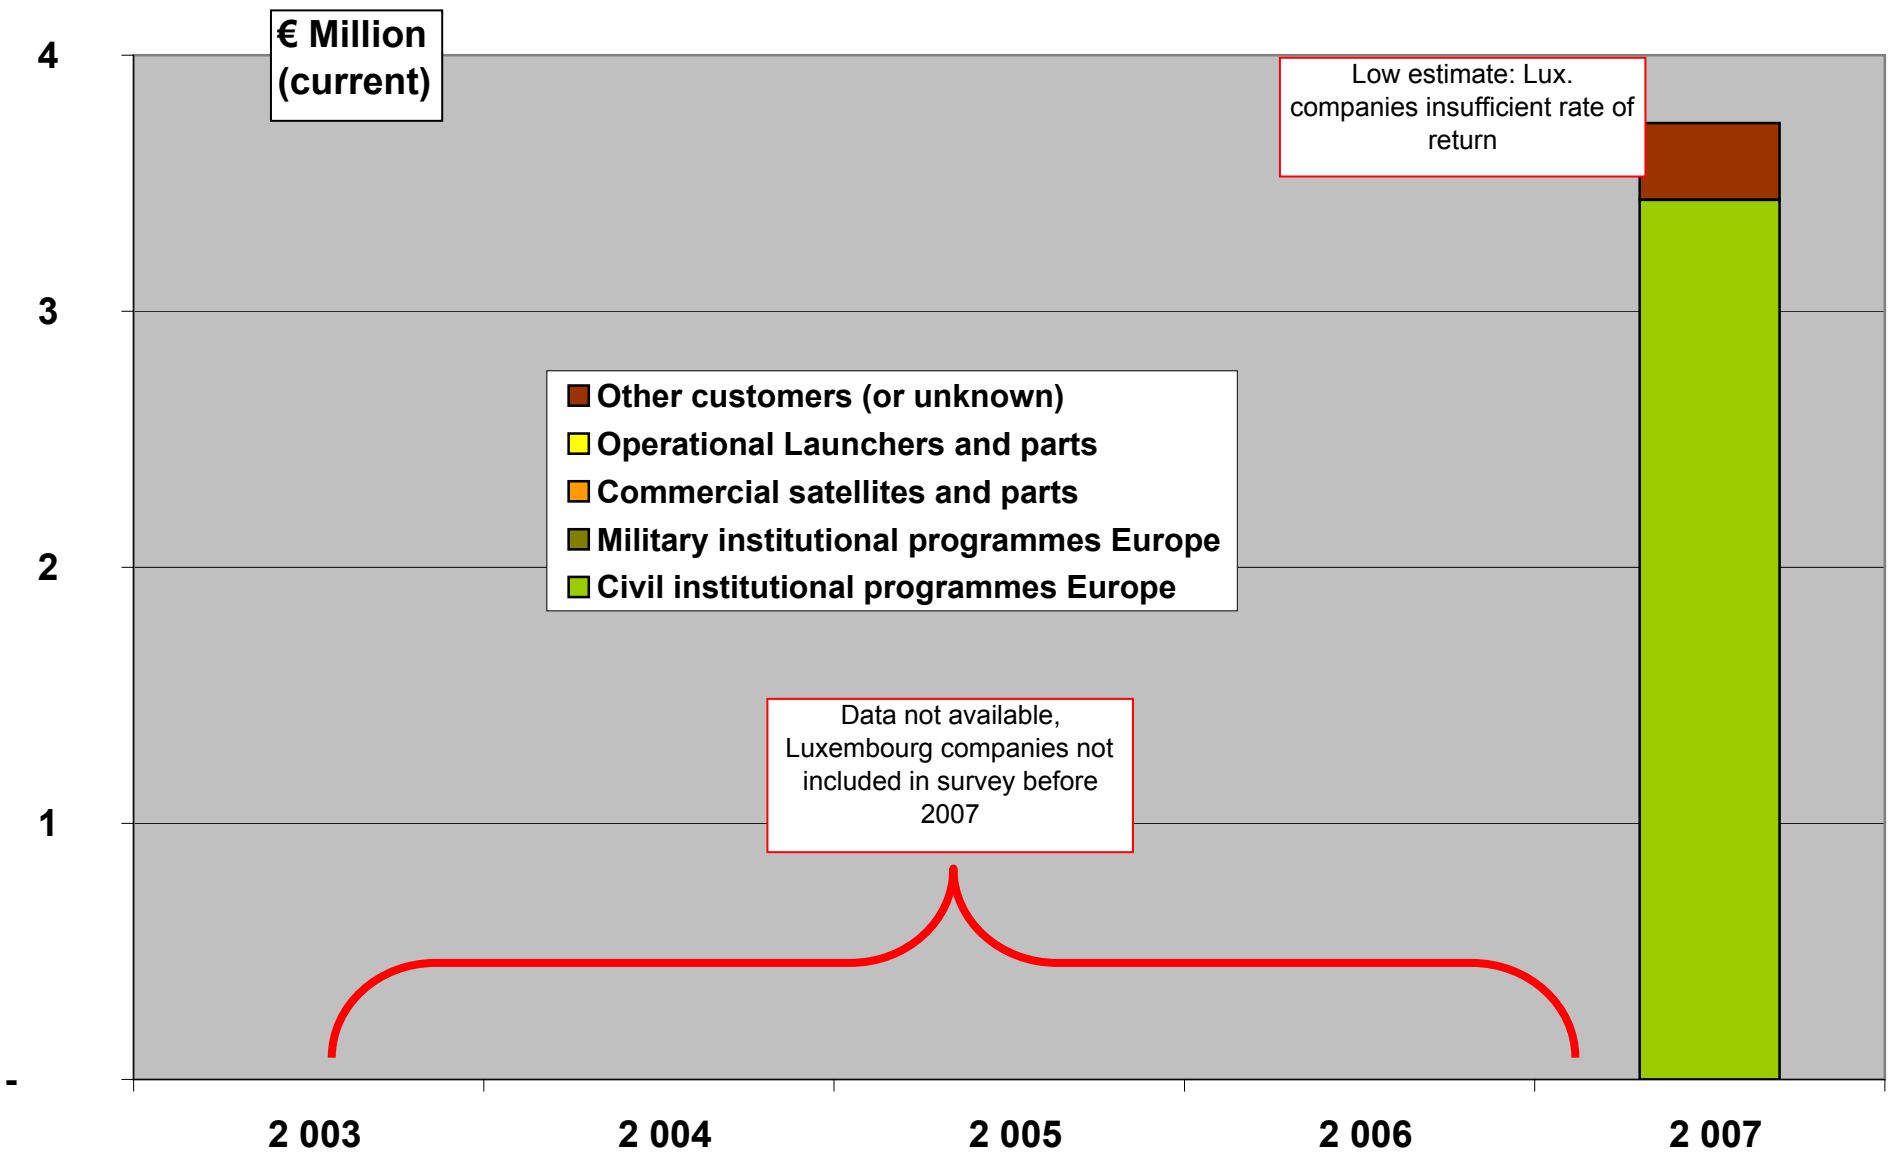 € Million
(current)
4
3
2
1
-
Low estimate: Lux.
companies insufficient rate of
return
Other customers (or unknown)
Operational Launchers and parts
Commercial satellites and parts
Military institutional programmes Europe
Civil institutional programmes Europe
Data not available,
Luxembourg companies not
included in survey before
2007
2 003
2 004
2 005
2 006
2 007